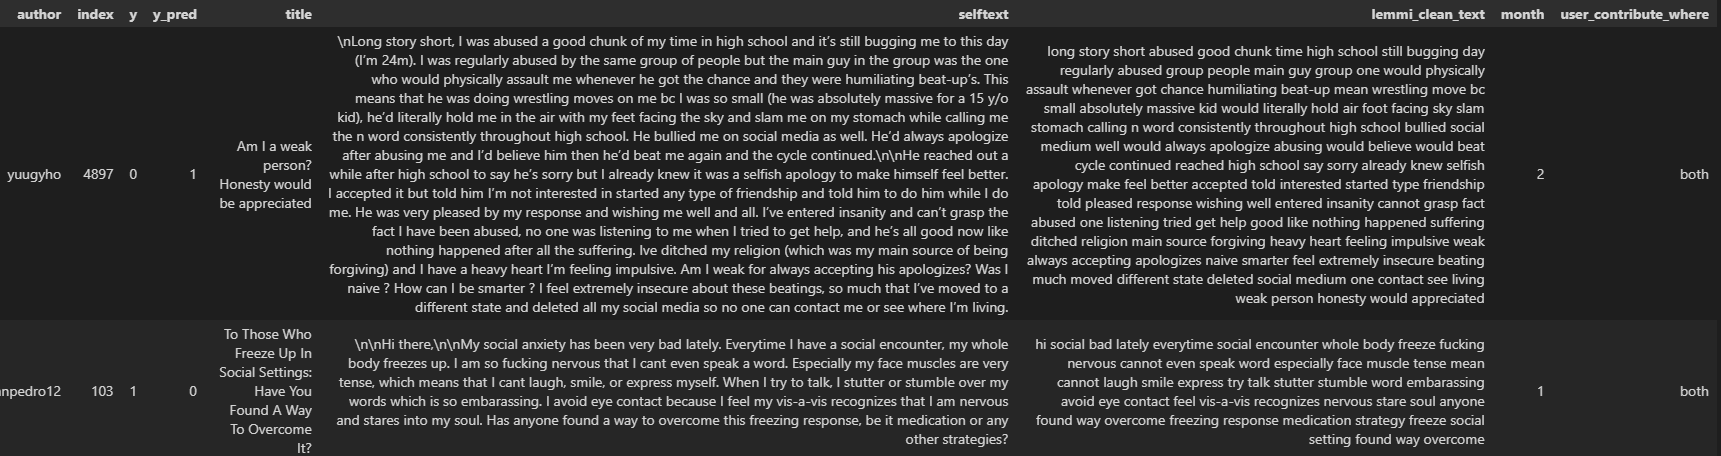 author index y y_pred title selftext lemmi_clean_text month user_contribute_where
yuugyho 4897 0 1
Am I a weak
person?
Honesty would
be appreciated
\nLong story short, I was abused a good chunk of my time in high school and it's still bugging me to this day
(I'm 24m). I was regularly abused by the same group of people but the main guy in the group was the one
who would physically assault me whenever he got the chance and they were humiliating beat-up's. This
means that he was doing wrestling moves on me bc I was so small (he was absolutely massive for a 15 y/o
kid), he'd literally hold me in the air with my feet facing the sky and slam me on my stomach while calling me
the n word consistently throughout high school. He bullied me on social media as well. He'd always apologize
after abusing me and I'd believe him then he'd beat me again and the cycle continued.\n\nHe reached out a
while after high school to say he's sorry but I already knew it was a selfish apology to make himself feel better.
I accepted it but told him I'm not interested in started any type of friendship and told him to do him while I do
me. He was very pleased by my response and wishing me well and all. I've entered insanity and can't grasp the
fact I have been abused, no one was listening to me when I tried to get help, and he's all good now like
nothing happened after all the suffering. Ive ditched my religion (which was my main source of being
forgiving) and I have a heavy heart I'm feeling impulsive. Am I weak for always accepting his apologizes? Was I
naive ? How can I be smarter ? I feel extremely insecure about these beatings, so much that I've moved to a
different state and deleted all my social media so no one can contact me or see where I'm living.
long story short abused good chunk time high school still bugging day
regularly abused group people main guy group one would physically
assault whenever got chance humiliating beat-up mean wrestling move bc
small absolutely massive kid would literally hold air foot facing sky slam
stomach calling n word consistently throughout high school bullied social
medium well would always apologize abusing would believe would beat
cycle continued reached high school say sorry already knew selfish
apology make feel better accepted told interested started type friendship
told pleased response wishing well entered insanity cannot grasp fact
abused one listening tried get help good like nothing happened suffering
ditched religion main source forgiving heavy heart feeling impulsive weak
always accepting apologizes naive smarter feel extremely insecure beating
much moved different state deleted social medium one contact see living
weak person honesty would appreciated
2 both
npedro12 103 1 0
To Those Who
Freeze Up In
Social Settings:
Have You
Found A Way
To Overcome
It?
\n\nHi there,\n\nMy social anxiety has been very bad lately. Everytime I have a social encounter, my whole
body freezes up. I am so fucking nervous that I cant even speak a word. Especially my face muscles are very
tense, which means that I cant laugh, smile, or express myself. When I try to talk, I stutter or stumble over my
words which is so embarassing. I avoid eye contact because I feel my vis-a-vis recognizes that I am nervous
and stares into my soul. Has anyone found a way to overcome this freezing response, be it medication or any
other strategies?
hi social bad lately everytime social encounter whole body freeze fucking
nervous cannot even speak word especially face muscle tense mean
cannot laugh smile express try talk stutter stumble word embarassing
avoid eye contact feel vis-a-vis recognizes nervous stare soul anyone
found way overcome freezing response medication strategy freeze social
setting found way overcome
1 both